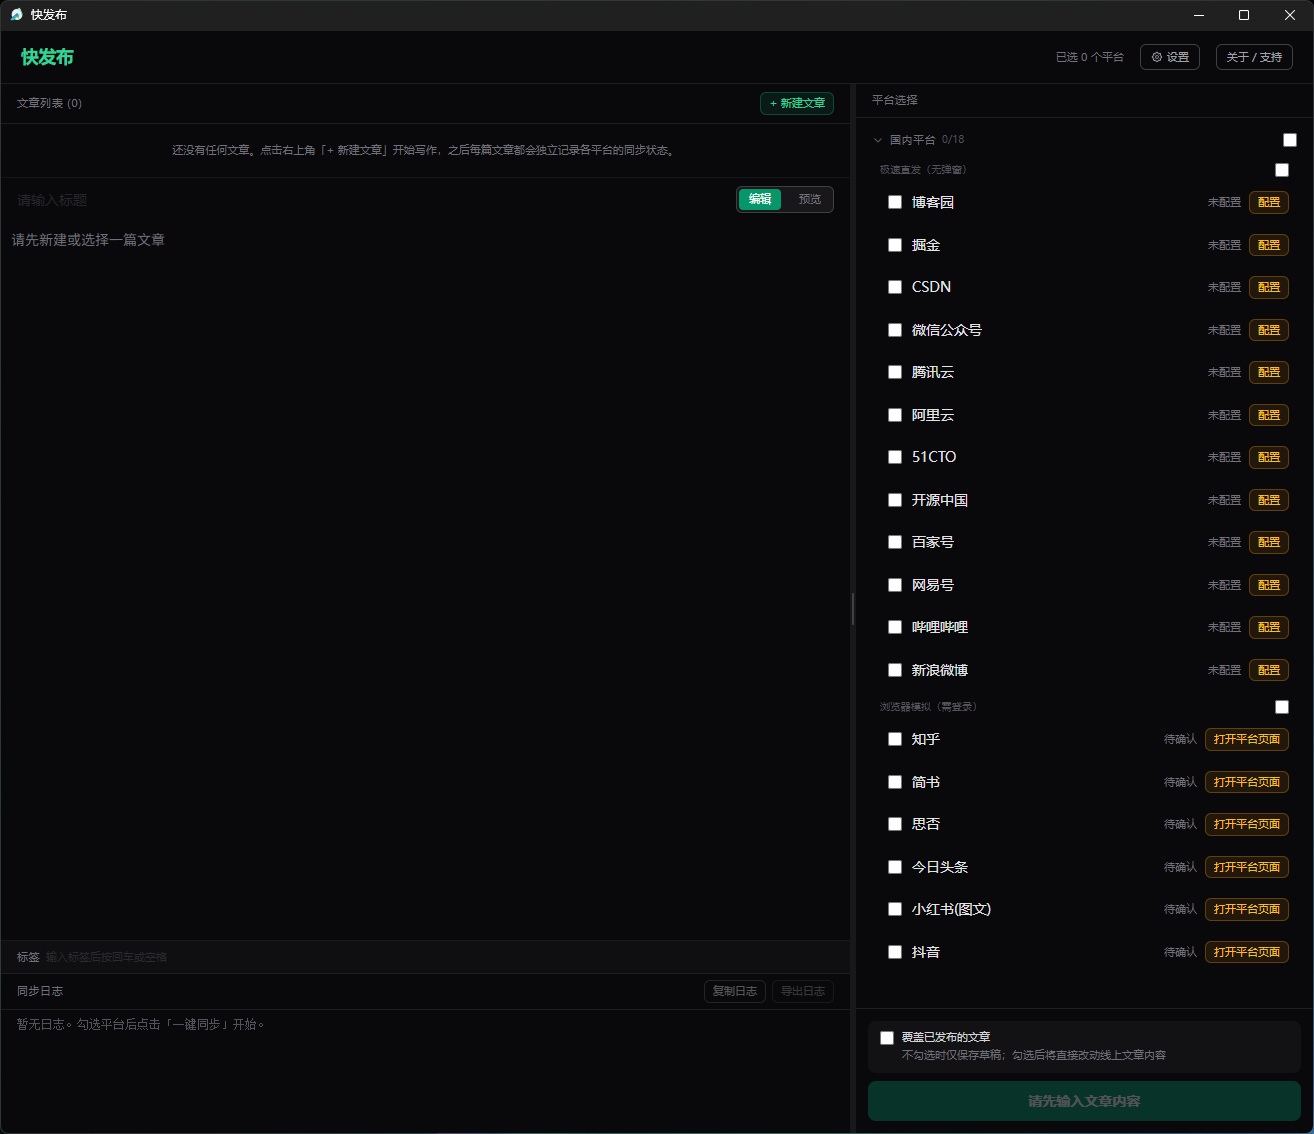 快发布
快发布
已选 0 个平台
设置
关于 / 支持
文章列表 (0)
+ 新建文章
还没有任何文章。点击右上角「+ 新建文章」开始写作，之后每篇文章都会独立记录各平台的同步状态。
请输入标题
编辑
预览
请先新建或选择一篇文章
标签
输入标签后按回车或空格
同步日志
复制日志
导出日志
暂无日志。勾选平台后点击「一键同步」开始。
平台选择
国内平台 0/18
极速直发（无弹窗）
博客园 未配置 配置
掘金 未配置 配置
CSDN 未配置 配置
微信公众号 未配置 配置
腾讯云 未配置 配置
阿里云 未配置 配置
51CTO 未配置 配置
开源中国 未配置 配置
百家号 未配置 配置
网易号 未配置 配置
哔哩哔哩 未配置 配置
新浪微博 未配置 配置
浏览器模拟（需登录）
知乎 待确认 打开平台页面
简书 待确认 打开平台页面
思否 待确认 打开平台页面
今日头条 待确认 打开平台页面
小红书(图文) 待确认 打开平台页面
抖音 待确认 打开平台页面
覆盖已发布的文章
不勾选时仅保存草稿；勾选后将直接改动线上文章内容
请先输入文章内容